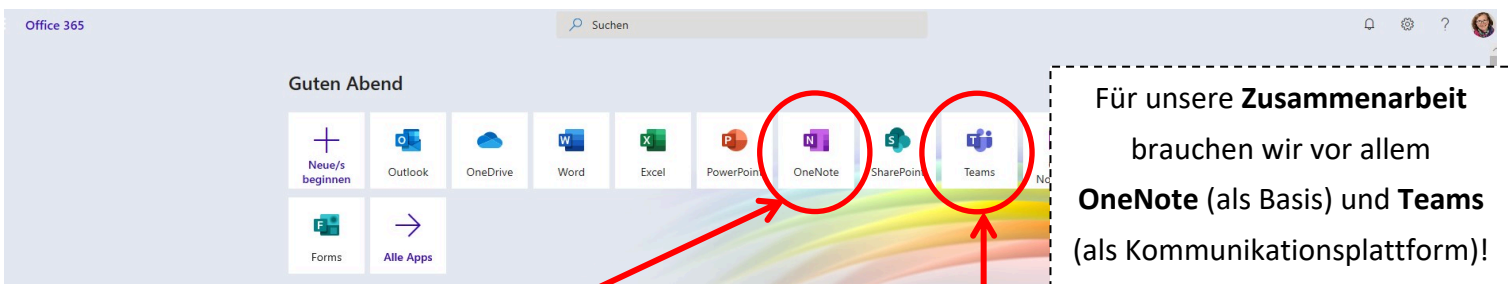 Office 365
Suchen
?
Guten Abend
Neue/s
beginnen
Outlook
OneDrive
Word
Excel
PowerPoint
OneNote
SharePoint
Teams
Forms
Alle Apps
Für unsere Zusammenarbeit
brauchen wir vor allem
OneNote (als Basis) und Teams
(als Kommunikationsplattform)!